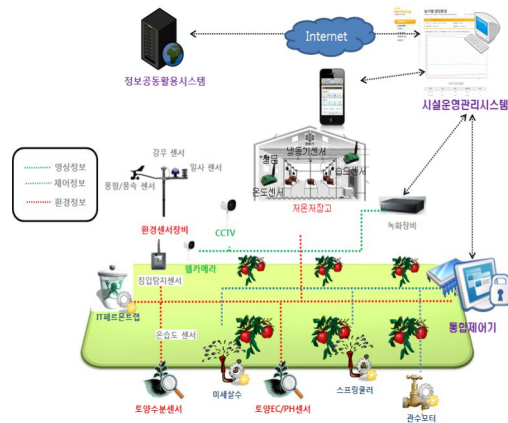 Internet
정보공동활용시스템
시설운영관리시스템
강우 센서
일사 센서
풍향/풍속 센서
영상정보
제어정보
환경정보
냉동기센서
습도센서
온도센서
저온저장고
녹화장비
환경센서장비
CCTV
웹카메라
침입탐지센서
IT페르몬트랩
통합제어기
온습도 센서
토양수분센서
미세살수
토양EC/PH센서
스프링쿨러
관수모터